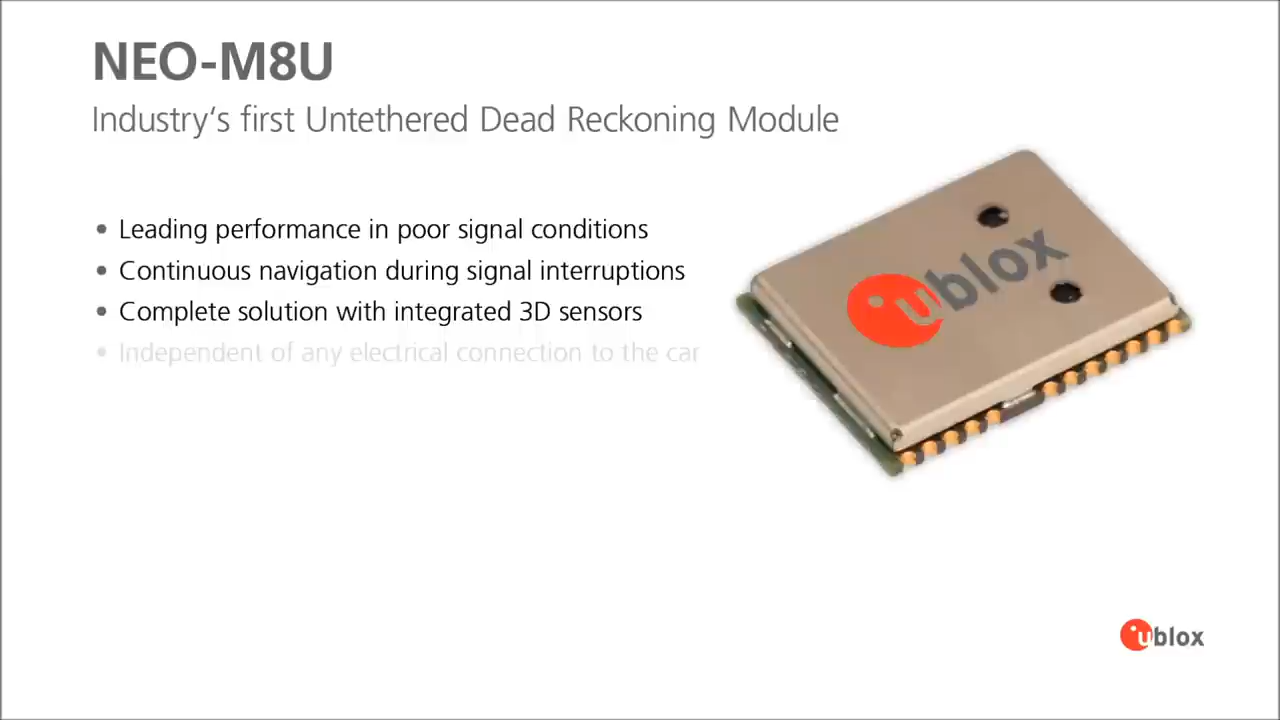 NEO-M8U
Industry's first Untethered Dead Reckoning Module
• Leading performance in poor signal conditions
• Continuous navigation during signal interruptions
• Complete solution with integrated 3D sensors
• Independent of any electrical connection to the car
ublox
ublox